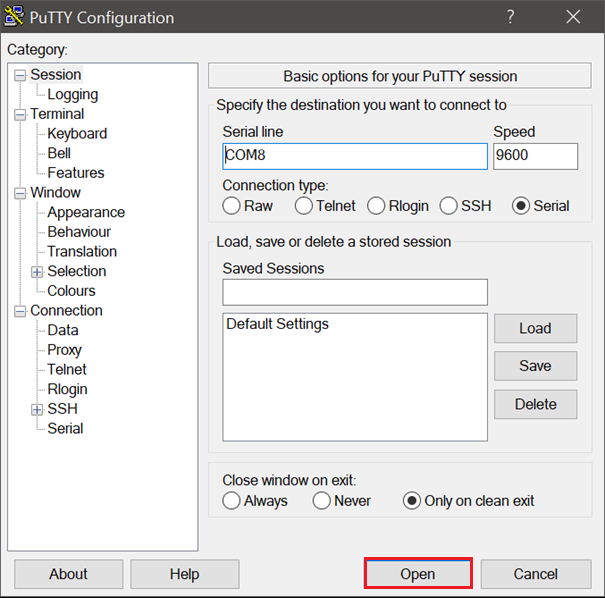 PuTTY Configuration
?
Category:
Session
Logging
Terminal
Keyboard
Bell
Features
Window
Appearance
Behaviour
Translation
Selection
Colours
Connection
Data
Proxy
Telnet
Rlogin
SSH
Serial
Basic options for your PuTTY session
Specify the destination you want to connect to
Serial line Speed
COM8 9600
Connection type:
Raw Telnet Rlogin SSH Serial
Load, save or delete a stored session
Saved Sessions
Default Settings
Load
Save
Delete
Close window on exit:
Always Never Only on clean exit
About Help Open Cancel